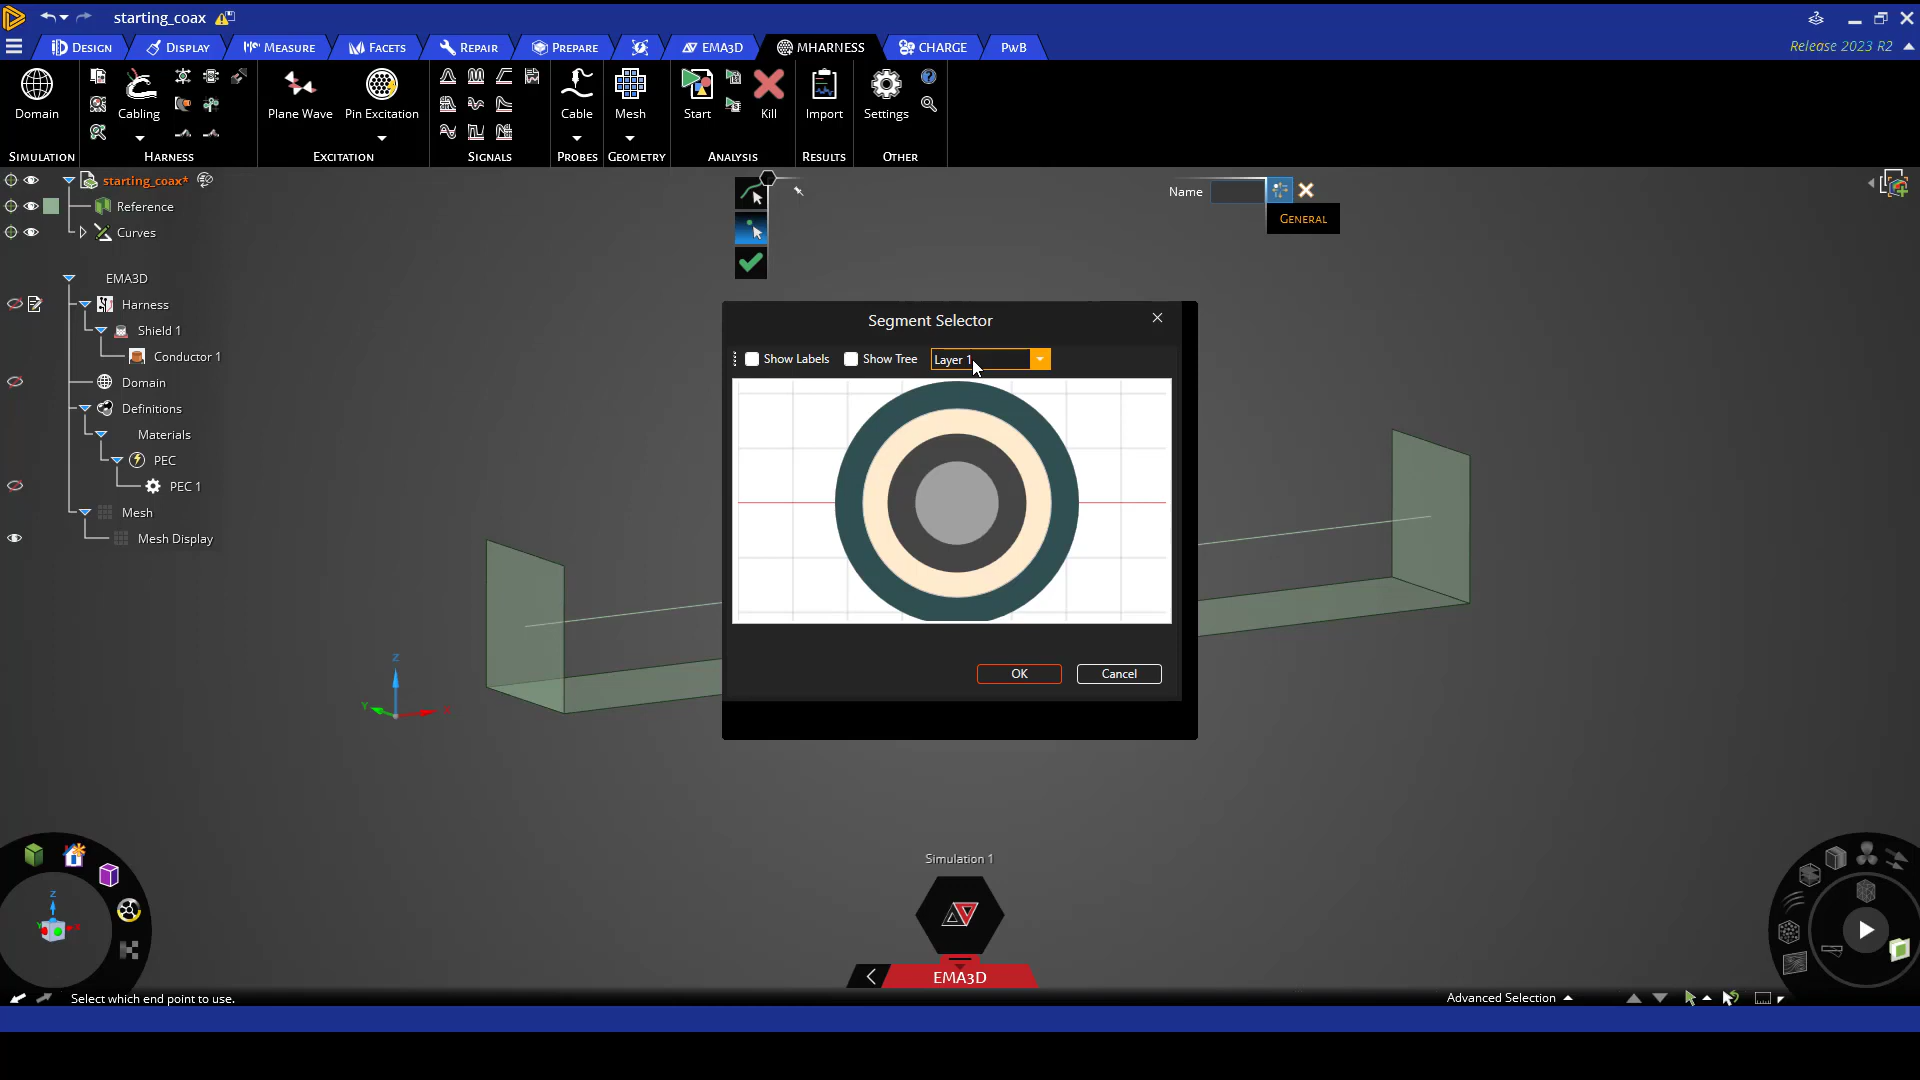 starting_coax
DESIGN DISPLAY MEASURE FACETS REPAIR PREPARE EMA3D MHARNESS CHARGE PWB
Release 2023 R2
Domain Cabling Plane Wave Pin Excitation Cable Mesh Start Kill Import Settings
SIMULATION HARNESS EXCITATION SIGNALS PROBES GEOMETRY ANALYSIS RESULTS OTHER
starting_coax*
Reference
Curves
EMA3D
Harness
Shield 1
Conductor 1
Domain
Definitions
Materials
PEC
PEC 1
Mesh
Mesh Display
Name
GENERAL
Segment Selector
Show Labels Show Tree Layer 1
OK Cancel
Z
Y X
Simulation 1
EMA3D
Z
Y X
Select which end point to use.
Advanced Selection